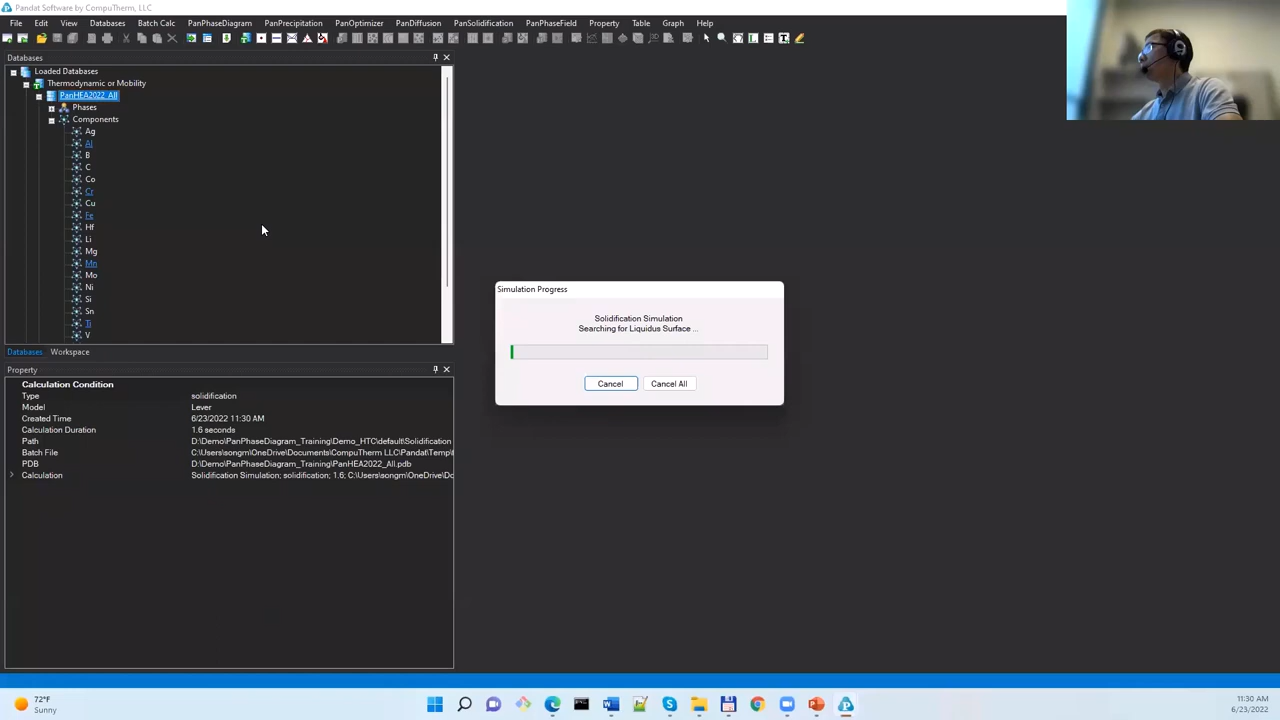 Pandat Software by CompuTherm, LLC
File Edit View Databases Batch Calc PanPhaseDiagram PanPrecipitation PanOptimizer PanDiffusion PanSolidification PanPhaseField Property Table Graph Help
Databases
Loaded Databases
Thermodynamic or Mobility
PanHEA2022_All
Phases
Components
Ag
Al
B
C
Co
Cr
Cu
Fe
Hf
Li
Mg
Mn
Mo
Ni
Si
Sn
Ti
V
Databases Workspace
Property
Calculation Condition
Type solidification
Model Lever
Created Time 6/23/2022 11:30 AM
Calculation Duration 1.6 seconds
Path D:\Demo\PanPhaseDiagram_Training\Demo_HTC\default\Solidification
Batch File C:\Users\songm\OneDrive\Documents\CompuTherm LLC\Pandat\Temp\t
PDB D:\Demo\PanPhaseDiagram_Training\PanHEA2022_All.pdb
Calculation Solidification Simulation; solidification; 1.6; C:\Users\songm\OneDrive\Dc
Simulation Progress
Solidification Simulation
Searching for Liquidus Surface ...
Cancel Cancel All
72°F
Sunny
11:30 AM
6/23/2022